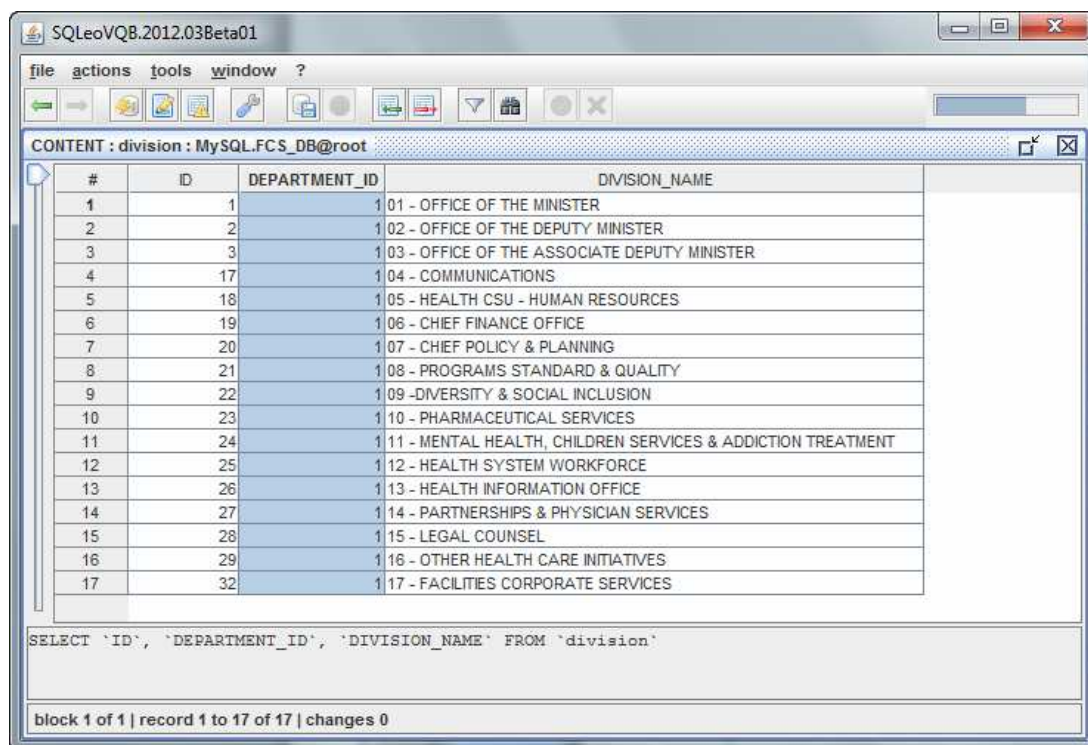 SQLeoVQB.2012.03Beta01
file actions tools window ?
CONTENT : division : MySQL.FCS_DB@root
# ID DEPARTMENT_ID DIVISION_NAME
1 1 1 01 - OFFICE OF THE MINISTER
2 2 1 02 - OFFICE OF THE DEPUTY MINISTER
3 3 1 03 - OFFICE OF THE ASSOCIATE DEPUTY MINISTER
4 17 1 04 - COMMUNICATIONS
5 18 1 05 - HEALTH CSU - HUMAN RESOURCES
6 19 1 06 - CHIEF FINANCE OFFICE
7 20 1 07 - CHIEF POLICY & PLANNING
8 21 1 08 - PROGRAMS STANDARD & QUALITY
9 22 1 09 -DIVERSITY & SOCIAL INCLUSION
10 23 1 10 - PHARMACEUTICAL SERVICES
11 24 1 11 - MENTAL HEALTH, CHILDREN SERVICES & ADDICTION TREATMENT
12 25 1 12 - HEALTH SYSTEM WORKFORCE
13 26 1 13 - HEALTH INFORMATION OFFICE
14 27 1 14 - PARTNERSHIPS & PHYSICIAN SERVICES
15 28 1 15 - LEGAL COUNSEL
16 29 1 16 - OTHER HEALTH CARE INITIATIVES
17 32 1 17 - FACILITIES CORPORATE SERVICES
SELECT `ID`, `DEPARTMENT_ID`, `DIVISION_NAME` FROM `division`
block 1 of 1 | record 1 to 17 of 17 | changes 0